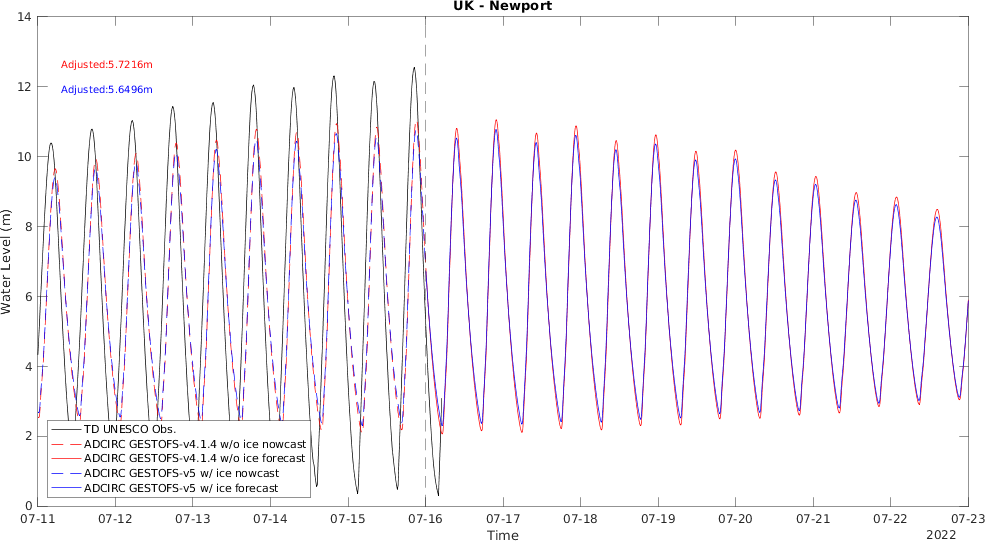 UK - Newport
14
12
10
8
6
4
2
0
Water Level (m)
Adjusted:5.7216m
Adjusted:5.6496m
TD UNESCO Obs.
ADCIRC GESTOFS-v4.1.4 w/o ice nowcast
ADCIRC GESTOFS-v4.1.4 w/o ice forecast
ADCIRC GESTOFS-v5 w/ ice nowcast
ADCIRC GESTOFS-v5 w/ ice forecast
07-11 07-12 07-13 07-14 07-15 07-16 07-17 07-18 07-19 07-20 07-21 07-22 07-23
Time
2022